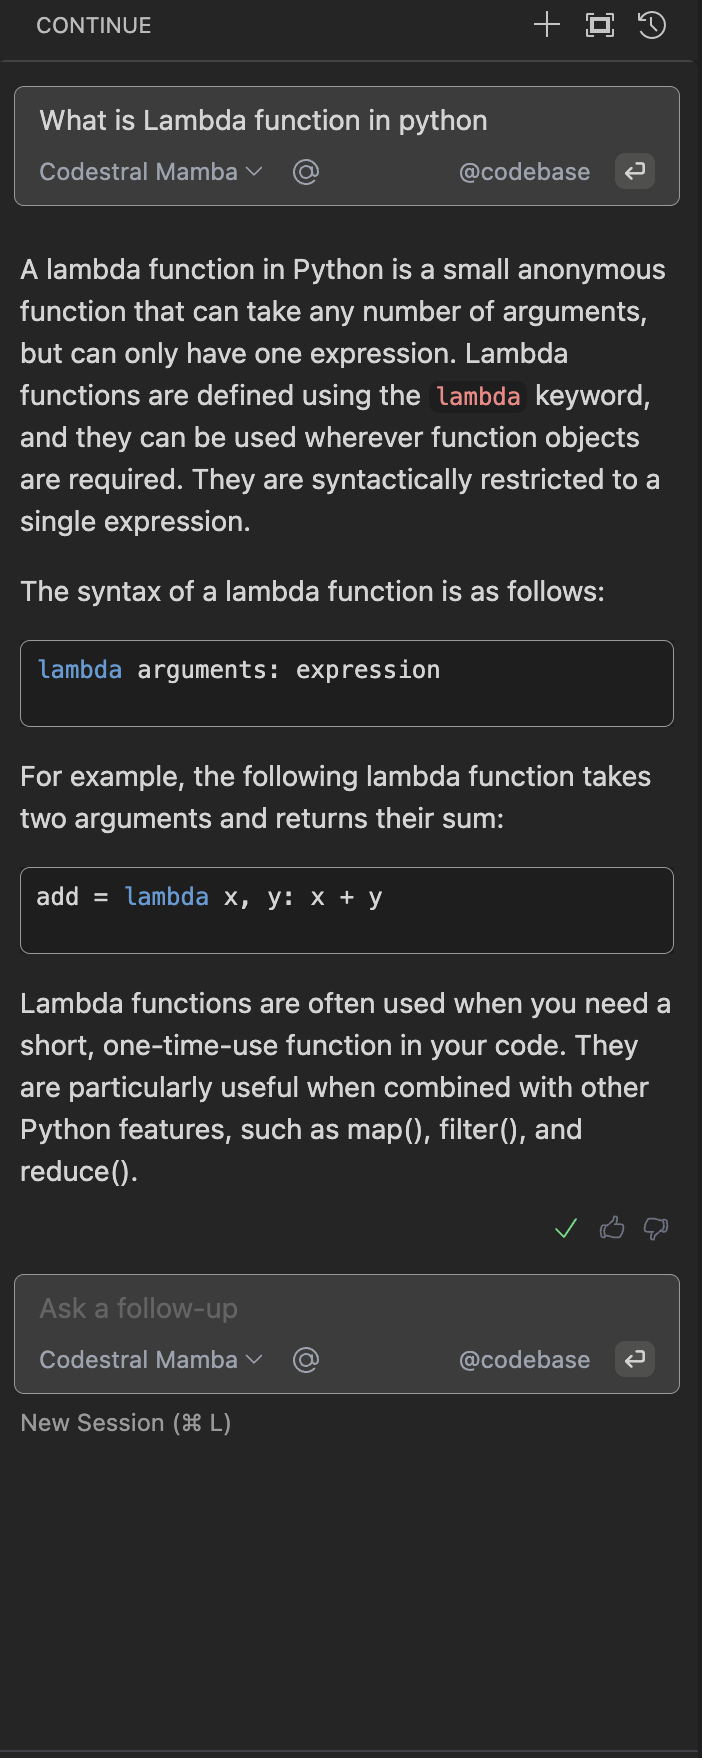 CONTINUE
What is Lambda function in python
Codestral Mamba @codebase
A lambda function in Python is a small anonymous
function that can take any number of arguments,
but can only have one expression. Lambda
functions are defined using the lambda keyword,
and they can be used wherever function objects
are required. They are syntactically restricted to a
single expression.
The syntax of a lambda function is as follows:
lambda arguments: expression
For example, the following lambda function takes
two arguments and returns their sum:
add = lambda x, y: x + y
Lambda functions are often used when you need a
short, one-time-use function in your code. They
are particularly useful when combined with other
Python features, such as map(), filter(), and
reduce().
Ask a follow-up
Codestral Mamba @ @codebase
New Session (⌘ L)